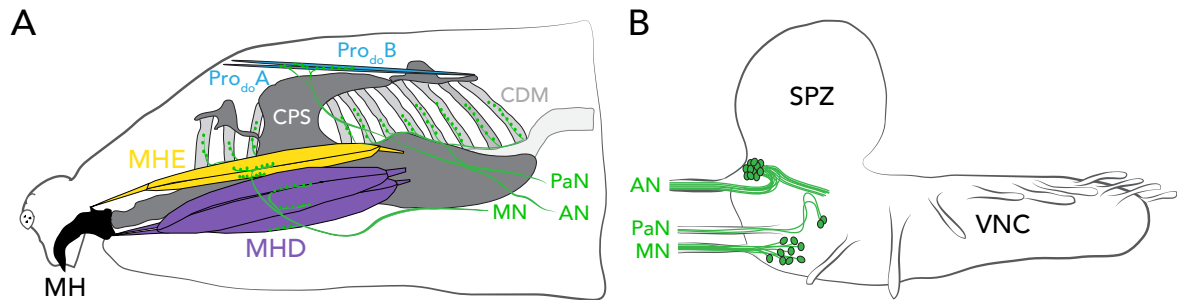 A
Pro_do B
Pro_do A
CDM
CPS
MHE
PaN
MN
AN
MHD
MH
B
SPZ
AN
PaN
VNC
MN